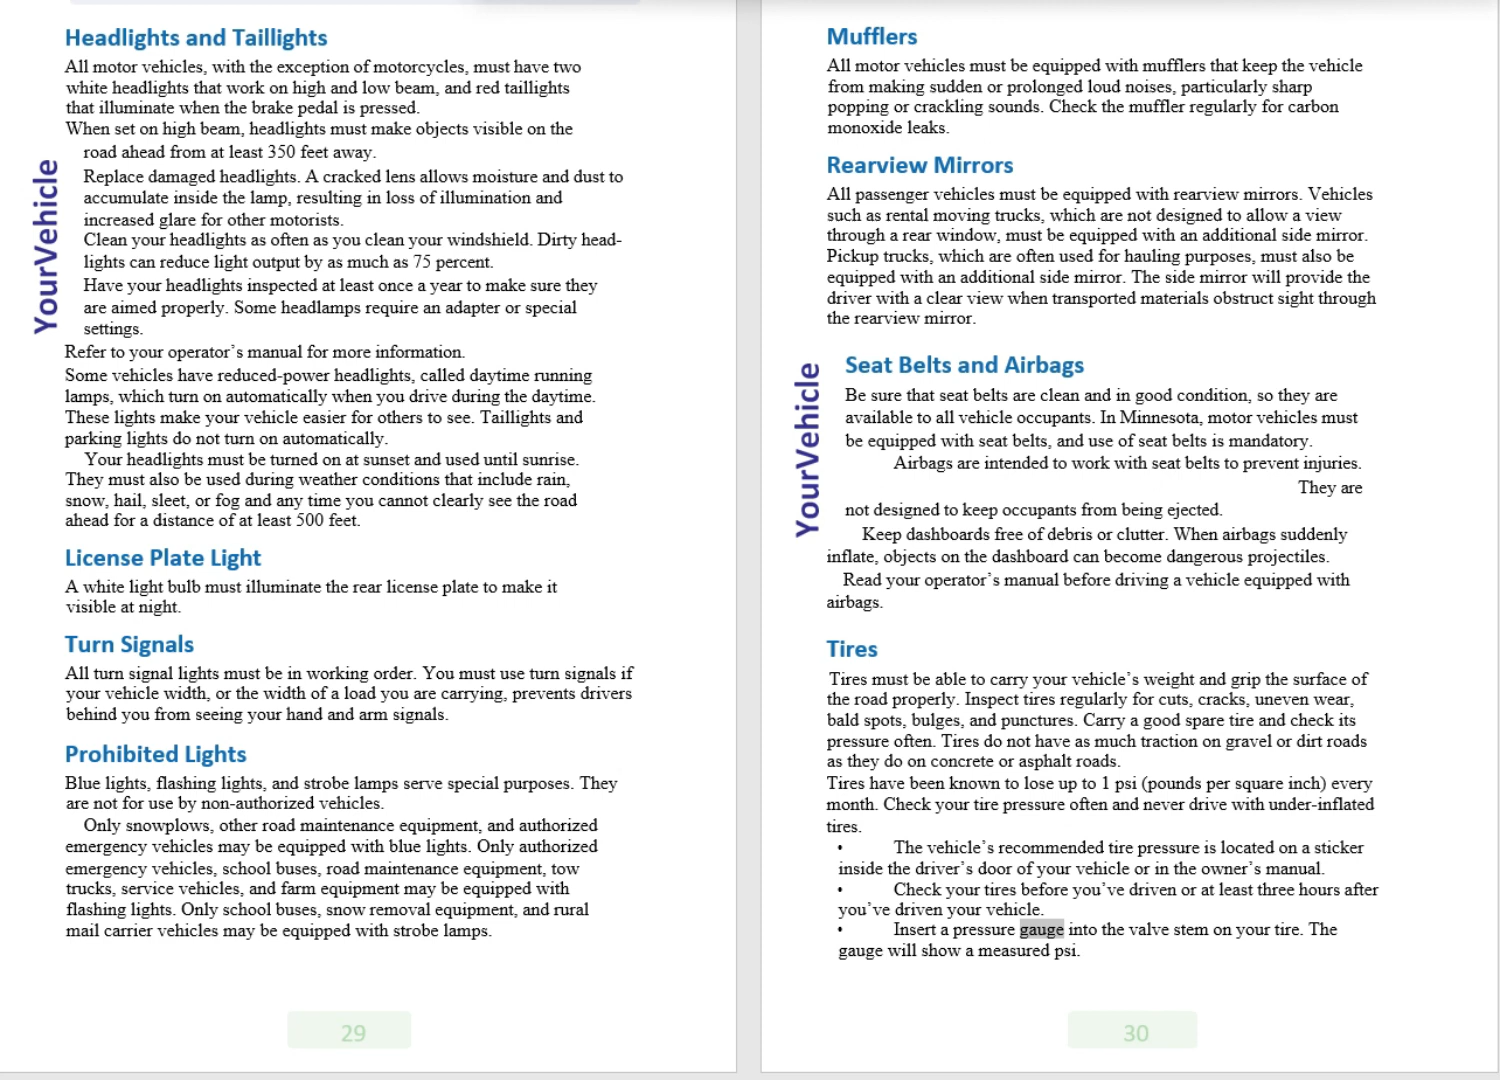 Headlights and Taillights
All motor vehicles, with the exception of motorcycles, must have two
white headlights that work on high and low beam, and red taillights
that illuminate when the brake pedal is pressed.
When set on high beam, headlights must make objects visible on the
road ahead from at least 350 feet away.
Replace damaged headlights. A cracked lens allows moisture and dust to
accumulate inside the lamp, resulting in loss of illumination and
increased glare for other motorists.
Clean your headlights as often as you clean your windshield. Dirty head-
lights can reduce light output by as much as 75 percent.
Have your headlights inspected at least once a year to make sure they
are aimed properly. Some headlamps require an adapter or special
settings.
Refer to your operator's manual for more information.
Some vehicles have reduced-power headlights, called daytime running
lamps, which turn on automatically when you drive during the daytime.
These lights make your vehicle easier for others to see. Taillights and
parking lights do not turn on automatically.
Your headlights must be turned on at sunset and used until sunrise.
They must also be used during weather conditions that include rain,
snow, hail, sleet, or fog and any time you cannot clearly see the road
ahead for a distance of at least 500 feet.
YourVehicle
License Plate Light
A white light bulb must illuminate the rear license plate to make it
visible at night.
Turn Signals
All turn signal lights must be in working order. You must use turn signals if
your vehicle width, or the width of a load you are carrying, prevents drivers
behind you from seeing your hand and arm signals.
Prohibited Lights
Blue lights, flashing lights, and strobe lamps serve special purposes. They
are not for use by non-authorized vehicles.
Only snowplows, other road maintenance equipment, and authorized
emergency vehicles may be equipped with blue lights. Only authorized
emergency vehicles, school buses, road maintenance equipment, tow
trucks, service vehicles, and farm equipment may be equipped with
flashing lights. Only school buses, snow removal equipment, and rural
mail carrier vehicles may be equipped with strobe lamps.
29
Mufflers
All motor vehicles must be equipped with mufflers that keep the vehicle
from making sudden or prolonged loud noises, particularly sharp
popping or crackling sounds. Check the muffler regularly for carbon
monoxide leaks.
Rearview Mirrors
All passenger vehicles must be equipped with rearview mirrors. Vehicles
such as rental moving trucks, which are not designed to allow a view
through a rear window, must be equipped with an additional side mirror.
Pickup trucks, which are often used for hauling purposes, must also be
equipped with an additional side mirror. The side mirror will provide the
driver with a clear view when transported materials obstruct sight through
the rearview mirror.
YourVehicle
Seat Belts and Airbags
Be sure that seat belts are clean and in good condition, so they are
available to all vehicle occupants. In Minnesota, motor vehicles must
be equipped with seat belts, and use of seat belts is mandatory.
Airbags are intended to work with seat belts to prevent injuries.
They are
not designed to keep occupants from being ejected.
Keep dashboards free of debris or clutter. When airbags suddenly
inflate, objects on the dashboard can become dangerous projectiles.
Read your operator's manual before driving a vehicle equipped with
airbags.
Tires
Tires must be able to carry your vehicle's weight and grip the surface of
the road properly. Inspect tires regularly for cuts, cracks, uneven wear,
bald spots, bulges, and punctures. Carry a good spare tire and check its
pressure often. Tires do not have as much traction on gravel or dirt roads
as they do on concrete or asphalt roads.
Tires have been known to lose up to 1 psi (pounds per square inch) every
month. Check your tire pressure often and never drive with under-inflated
tires.
• The vehicle's recommended tire pressure is located on a sticker
inside the driver's door of your vehicle or in the owner's manual.
• Check your tires before you've driven or at least three hours after
you've driven your vehicle.
• Insert a pressure gauge into the valve stem on your tire. The
gauge will show a measured psi.
30